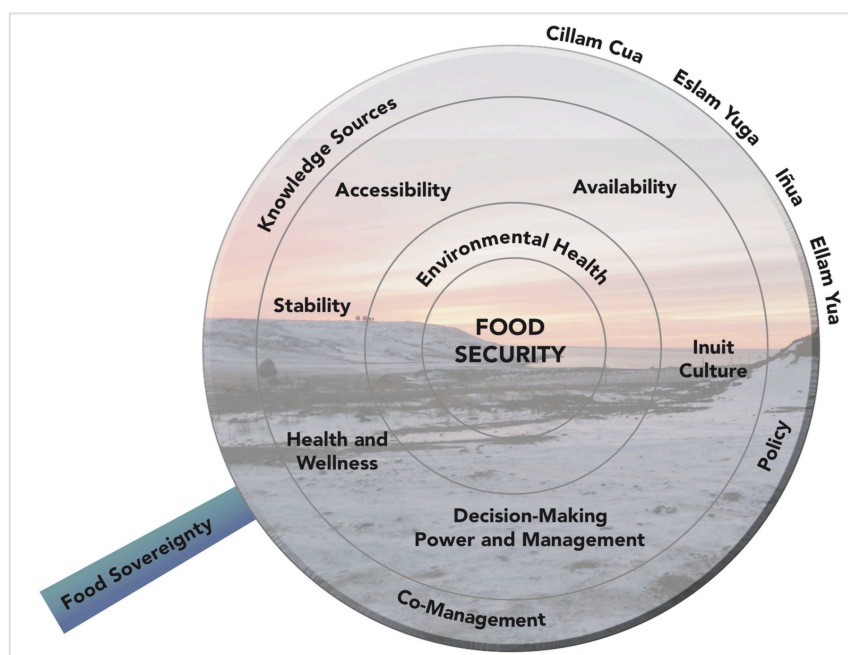 Cillam Cua
Eslam Yuga
Iñua
Ellam Yua
Knowledge Sources
Accessibility
Availability
Environmental Health
Stability
FOOD
SECURITY
Inuit
Culture
Health and
Wellness
Policy
Decision-Making
Power and Management
Food Sovereignty
Co-Management